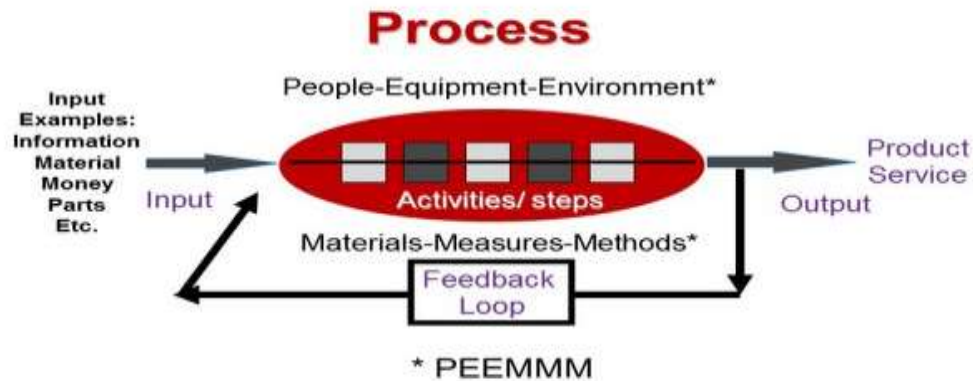 Process
People-Equipment-Environment*
Input
Examples:
Information
Material
Money
Parts
Etc.
Input
Activities/ steps
Product
Service
Output
Materials-Measures-Methods*
Feedback
Loop
* PEEMMM